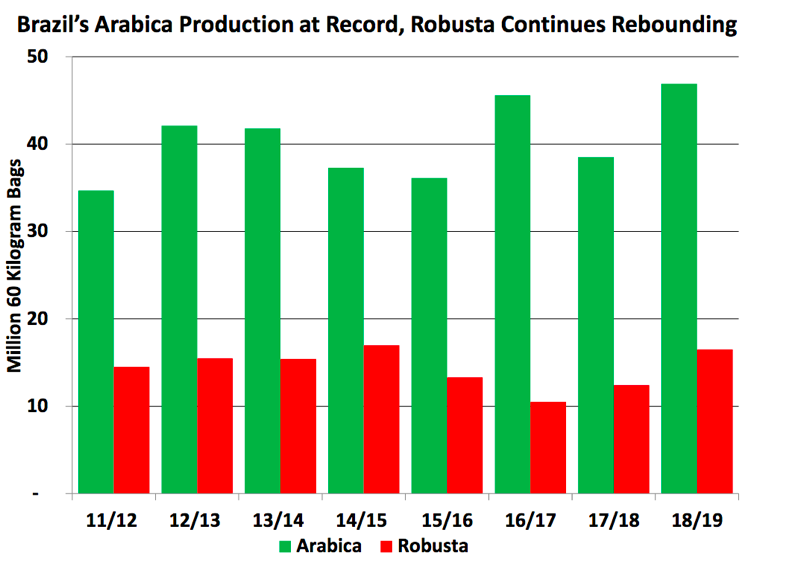 Brazil's Arabica Production at Record, Robusta Continues Rebounding
Million 60 Kilogram Bags
50
40
30
20
10
-
11/12 12/13 13/14 14/15 15/16 16/17 17/18 18/19
Arabica Robusta